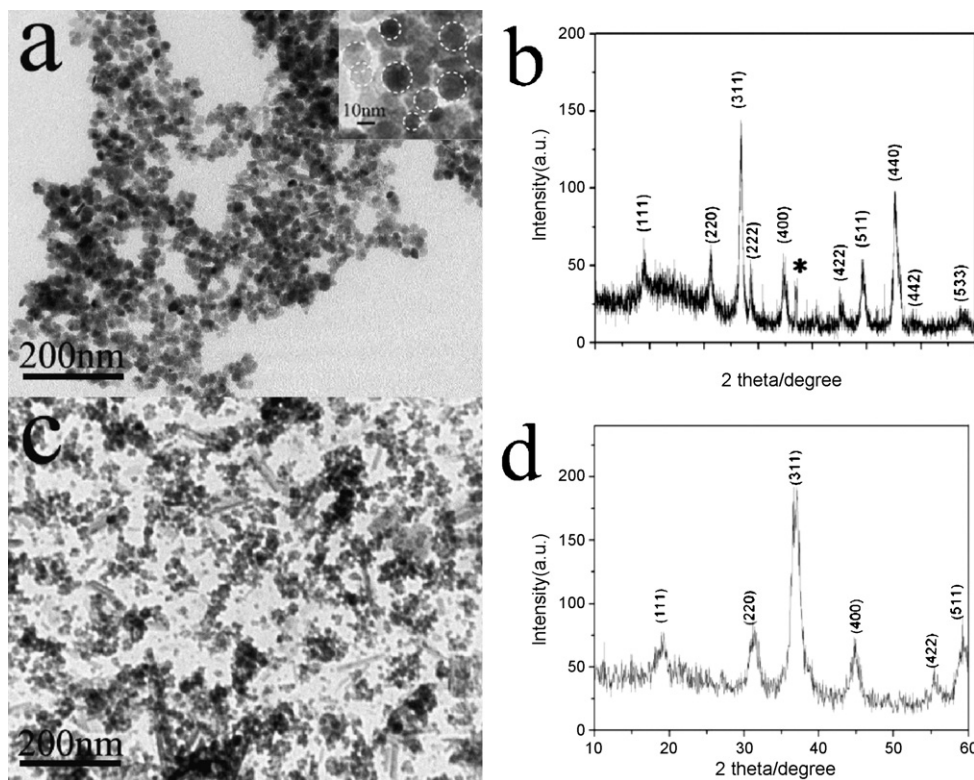 a
10nm
200nm
b
200
150
100
50
0
Intensity(a.u.)
(111)
(220)
(311)
(222)
(400)
*
(422)
(511)
(440)
(442)
(533)
2 theta/degree
c
200nm
d
200
150
100
50
0
Intensity(a.u.)
(111)
(220)
(311)
(400)
(422)
(511)
10 20 30 40 50 60
2 theta/degree